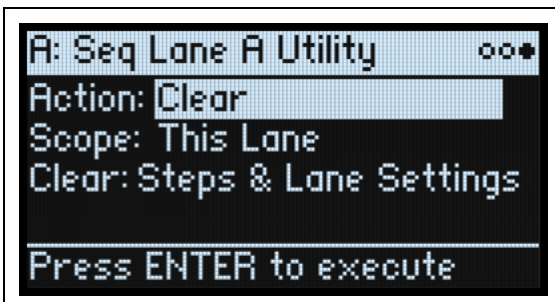 A: Seq Lane A Utility
Action: Clear
Scope: This Lane
Clear: Steps & Lane Settings
Press ENTER to execute